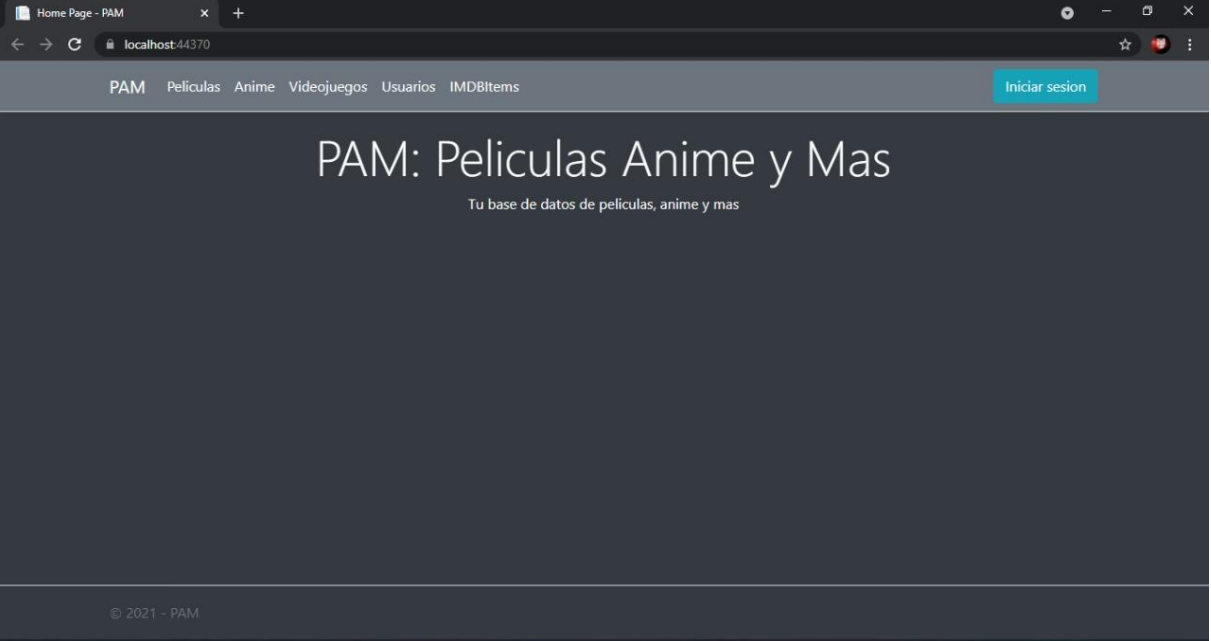 Home Page - PAM
localhost:44370
PAM Peliculas Anime Videojuegos Usuarios IMDBItems Iniciar sesion
PAM: Peliculas Anime y Mas
Tu base de datos de peliculas, anime y mas
© 2021 - PAM